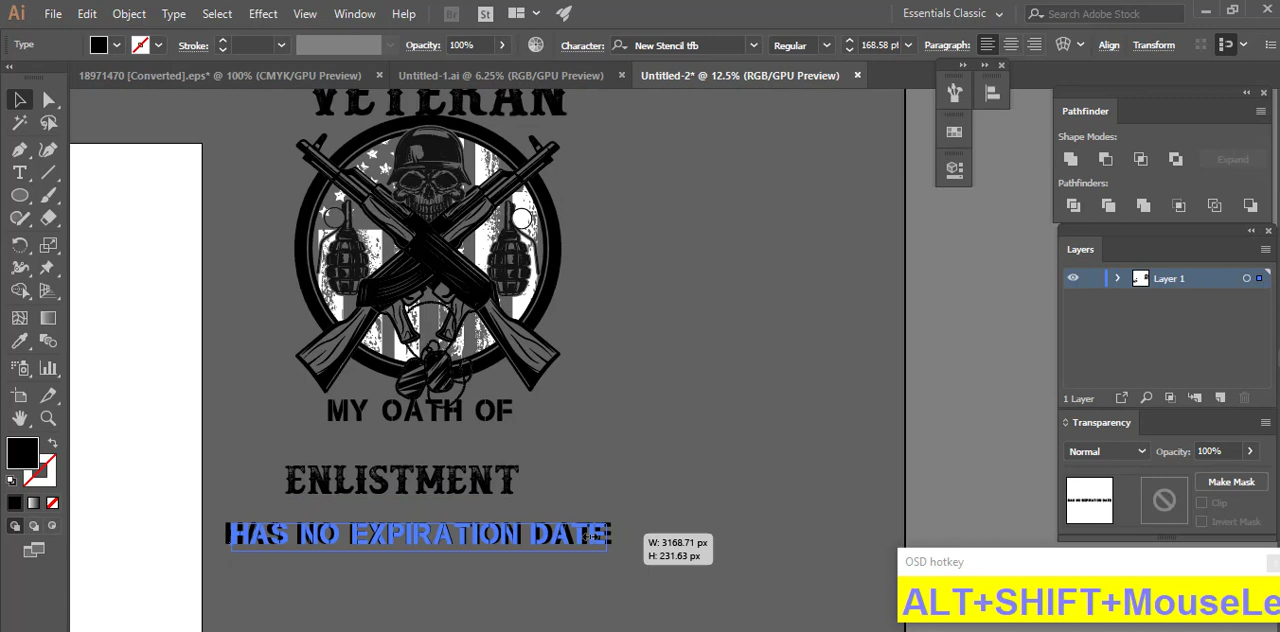 Ai File Edit Object Type Select Effect View Window Help Br St Essentials Classic Search Adobe Stock
Type Stroke: Opacity: 100% Character: New Stencil tfb Regular 168.58 pt Paragraph: Align Transform
18971470 [Converted].eps* @ 100% (CMYK/GPU Preview) Untitled-1.ai @ 6.25% (RGB/GPU Preview) Untitled-2* @ 12.5% (RGB/GPU Preview)
VETERAN
MY OATH OF
ENLISTMENT
HAS NO EXPIRATION DATE
W: 3168.71 px
H: 231.63 px
Pathfinder
Shape Modes:
Expand
Pathfinders:
Layers
Layer 1
1 Layer
Transparency
Normal Opacity: 100%
Make Mask
Clip
Invert Mask
OSD hotkey
ALT+SHIFT+MouseLe